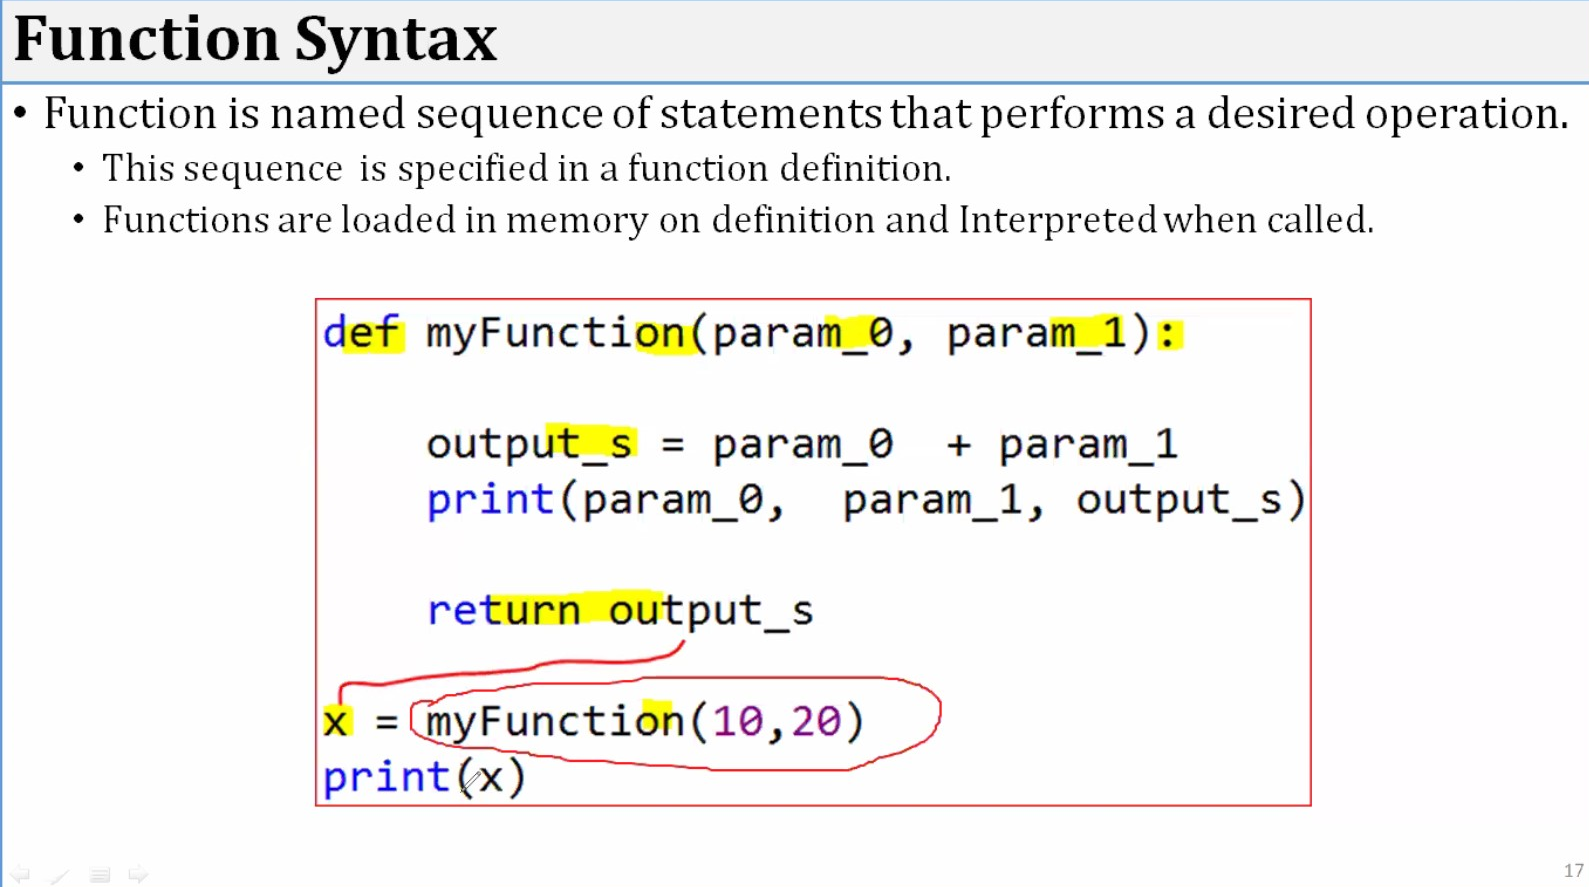 Function Syntax
• Function is named sequence of statements that performs a desired operation.
• This sequence is specified in a function definition.
• Functions are loaded in memory on definition and Interpreted when called.
def myFunction(param_0, param_1):
output_s = param_0 + param_1
print(param_0, param_1, output_s)
return output_s
x = myFunction(10,20)
print(x)
17